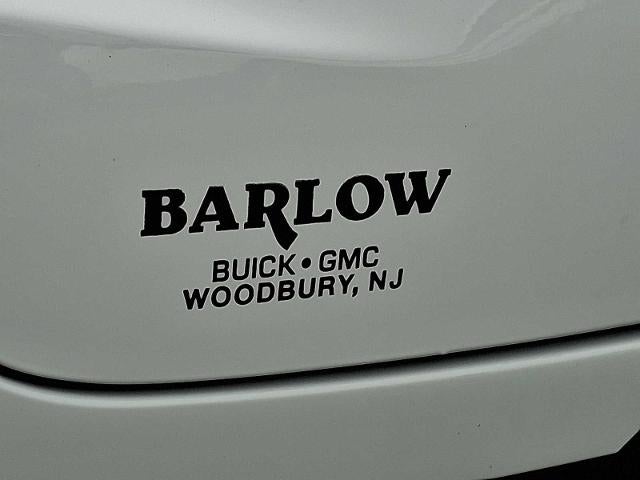 BARLOW
BUICK • GMC
WOODBURY, NJ